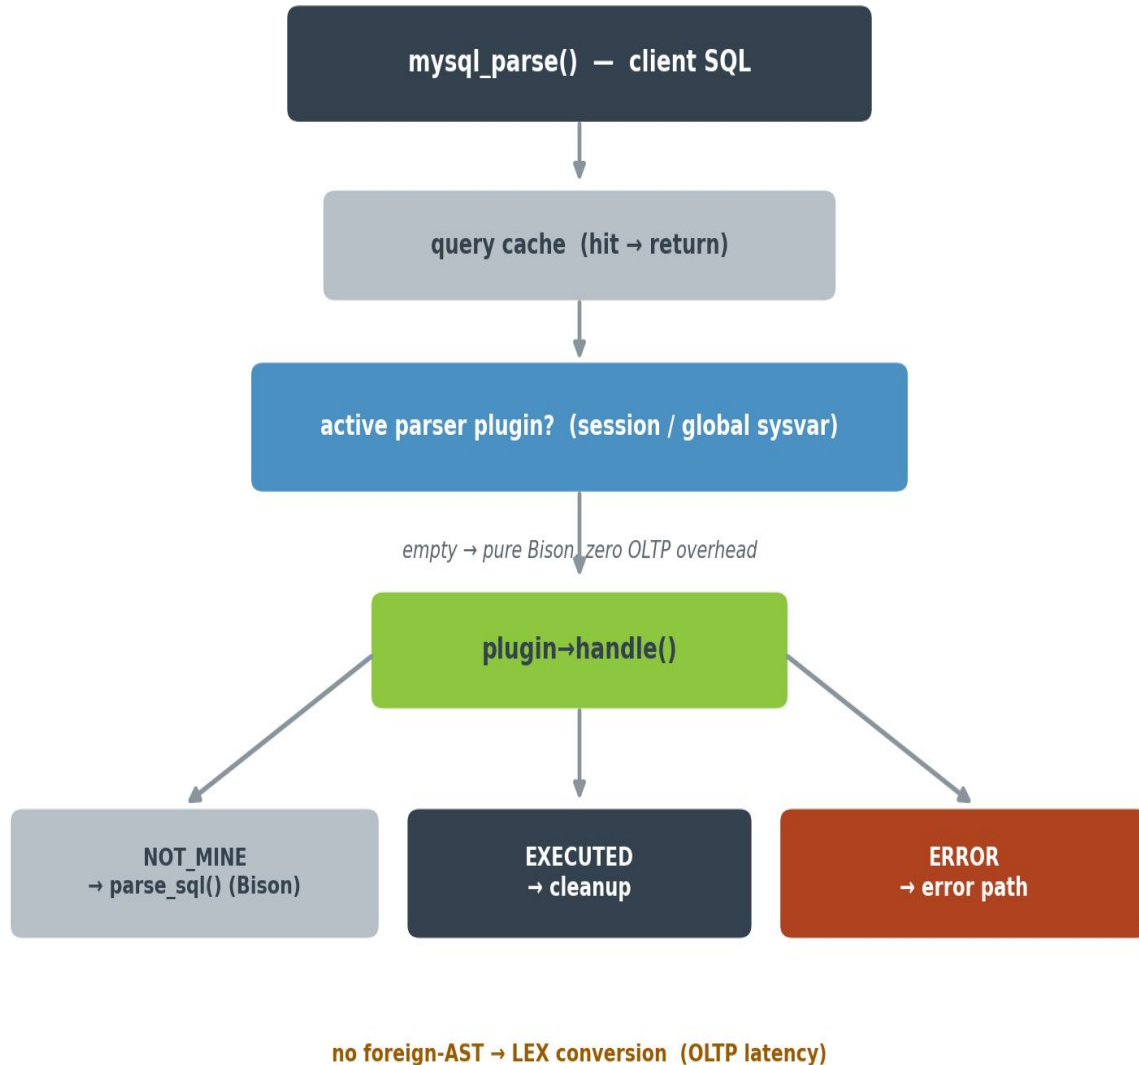 mysql_parse() — client SQL
query cache (hit → return)
active parser plugin? (session / global sysvar)
empty → pure Bison, zero OLTP overhead
plugin→handle()
NOT_MINE
→ parse_sql() (Bison)
EXECUTED
→ cleanup
ERROR
→ error path
no foreign-AST → LEX conversion (OLTP latency)